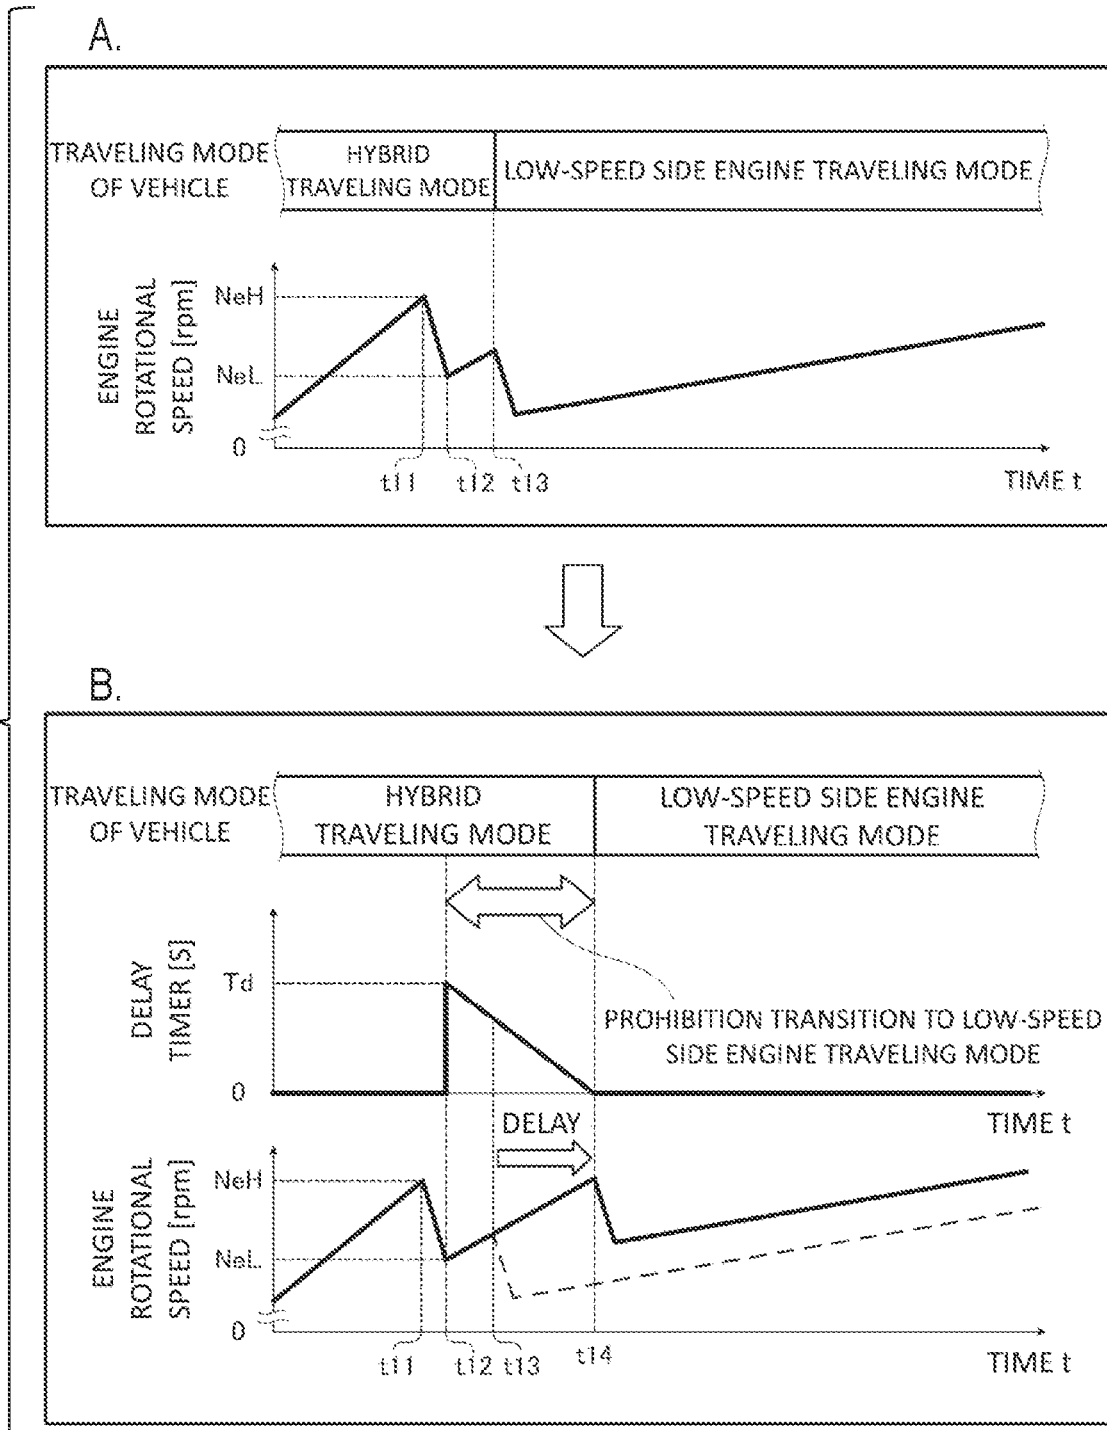 A.
TRAVELING MODE
OF VEHICLE
HYBRID
TRAVELING MODE
LOW-SPEED SIDE ENGINE TRAVELING MODE
ENGINE
ROTATIONAL
SPEED [rpm]
NeH
NeL
0
t11
t12
t13
TIME t
B.
TRAVELING MODE
OF VEHICLE
HYBRID
TRAVELING MODE
LOW-SPEED SIDE ENGINE
TRAVELING MODE
DELAY
TIMER [S]
Td
0
PROHIBITION TRANSITION TO LOW-SPEED
SIDE ENGINE TRAVELING MODE
TIME t
DELAY
ENGINE
ROTATIONAL
SPEED [rpm]
NeH
NeL
0
t11
t12
t13
t14
TIME t